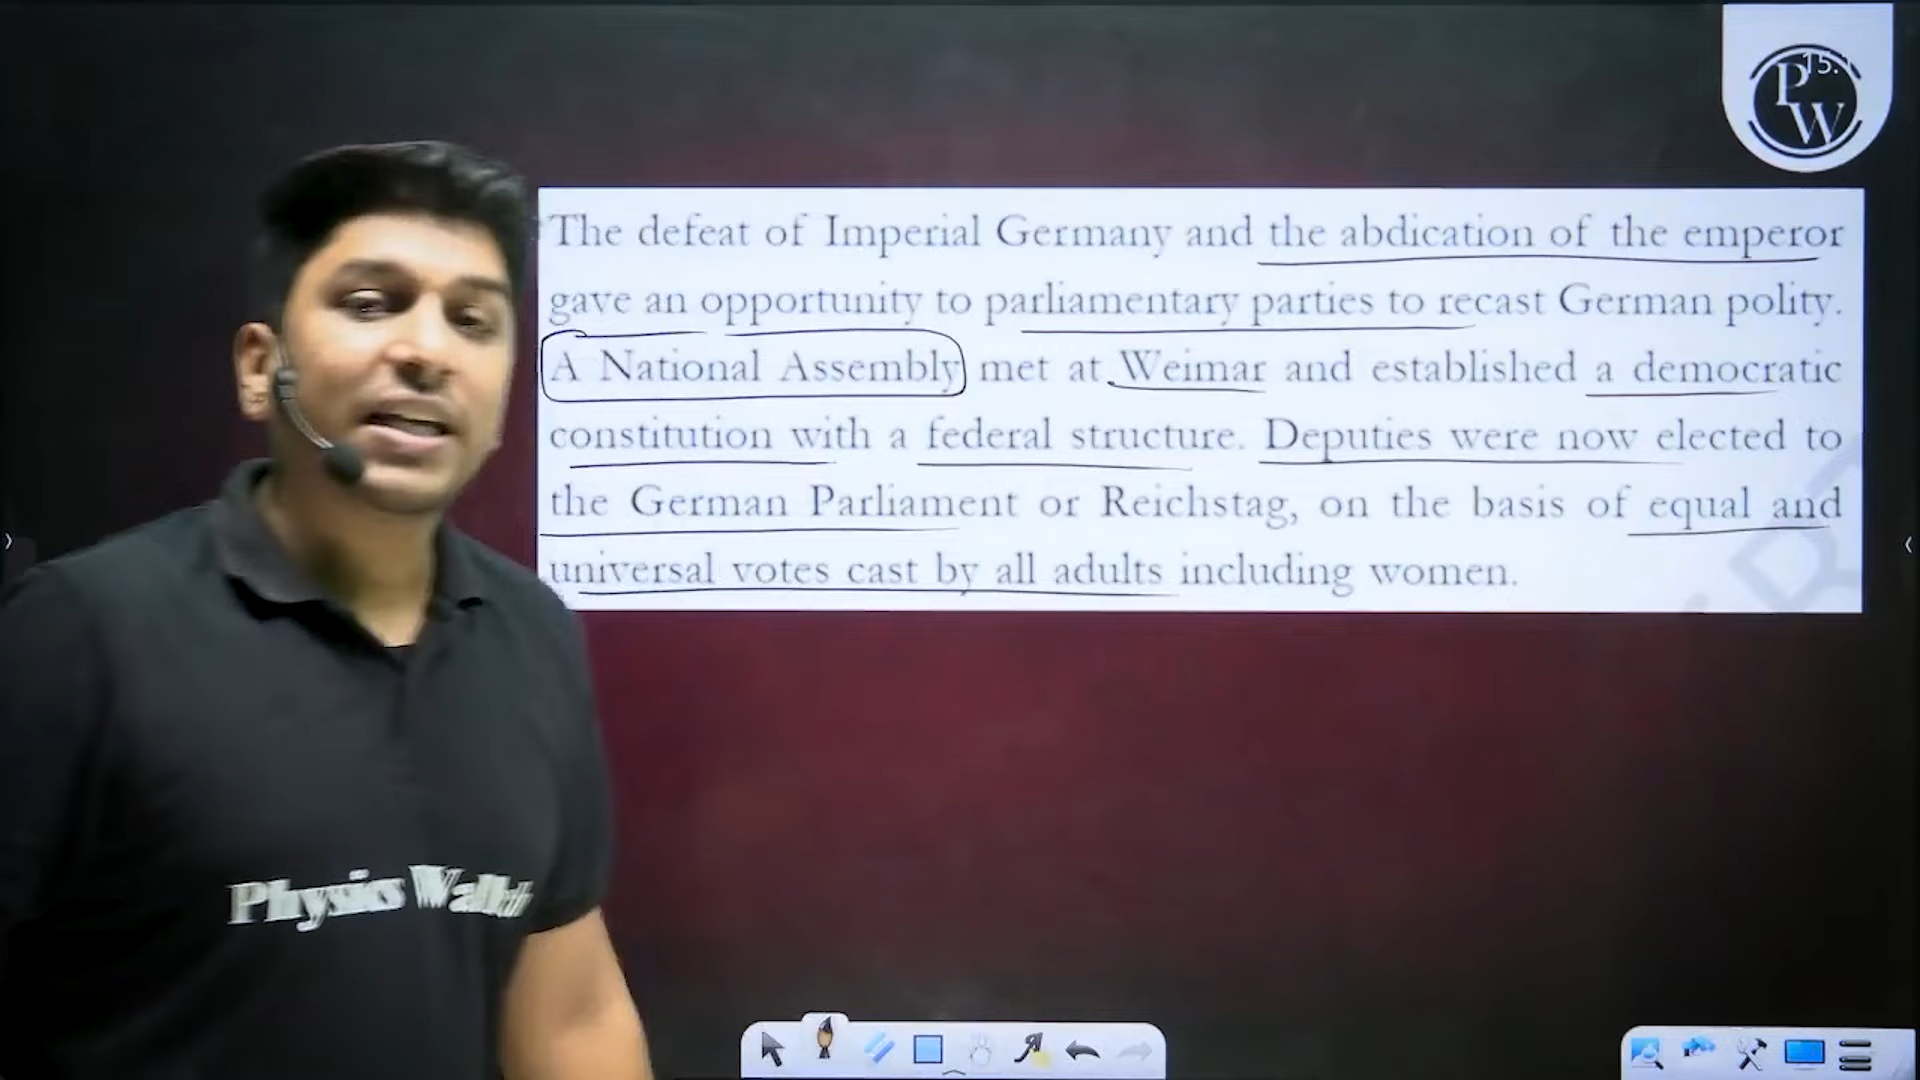 PW
15.
The defeat of Imperial Germany and the abdication of the emperor
gave an opportunity to parliamentary parties to recast German polity.
A National Assembly met at Weimar and established a democratic
constitution with a federal structure. Deputies were now elected to
the German Parliament or Reichstag, on the basis of equal and
universal votes cast by all adults including women.
Physics